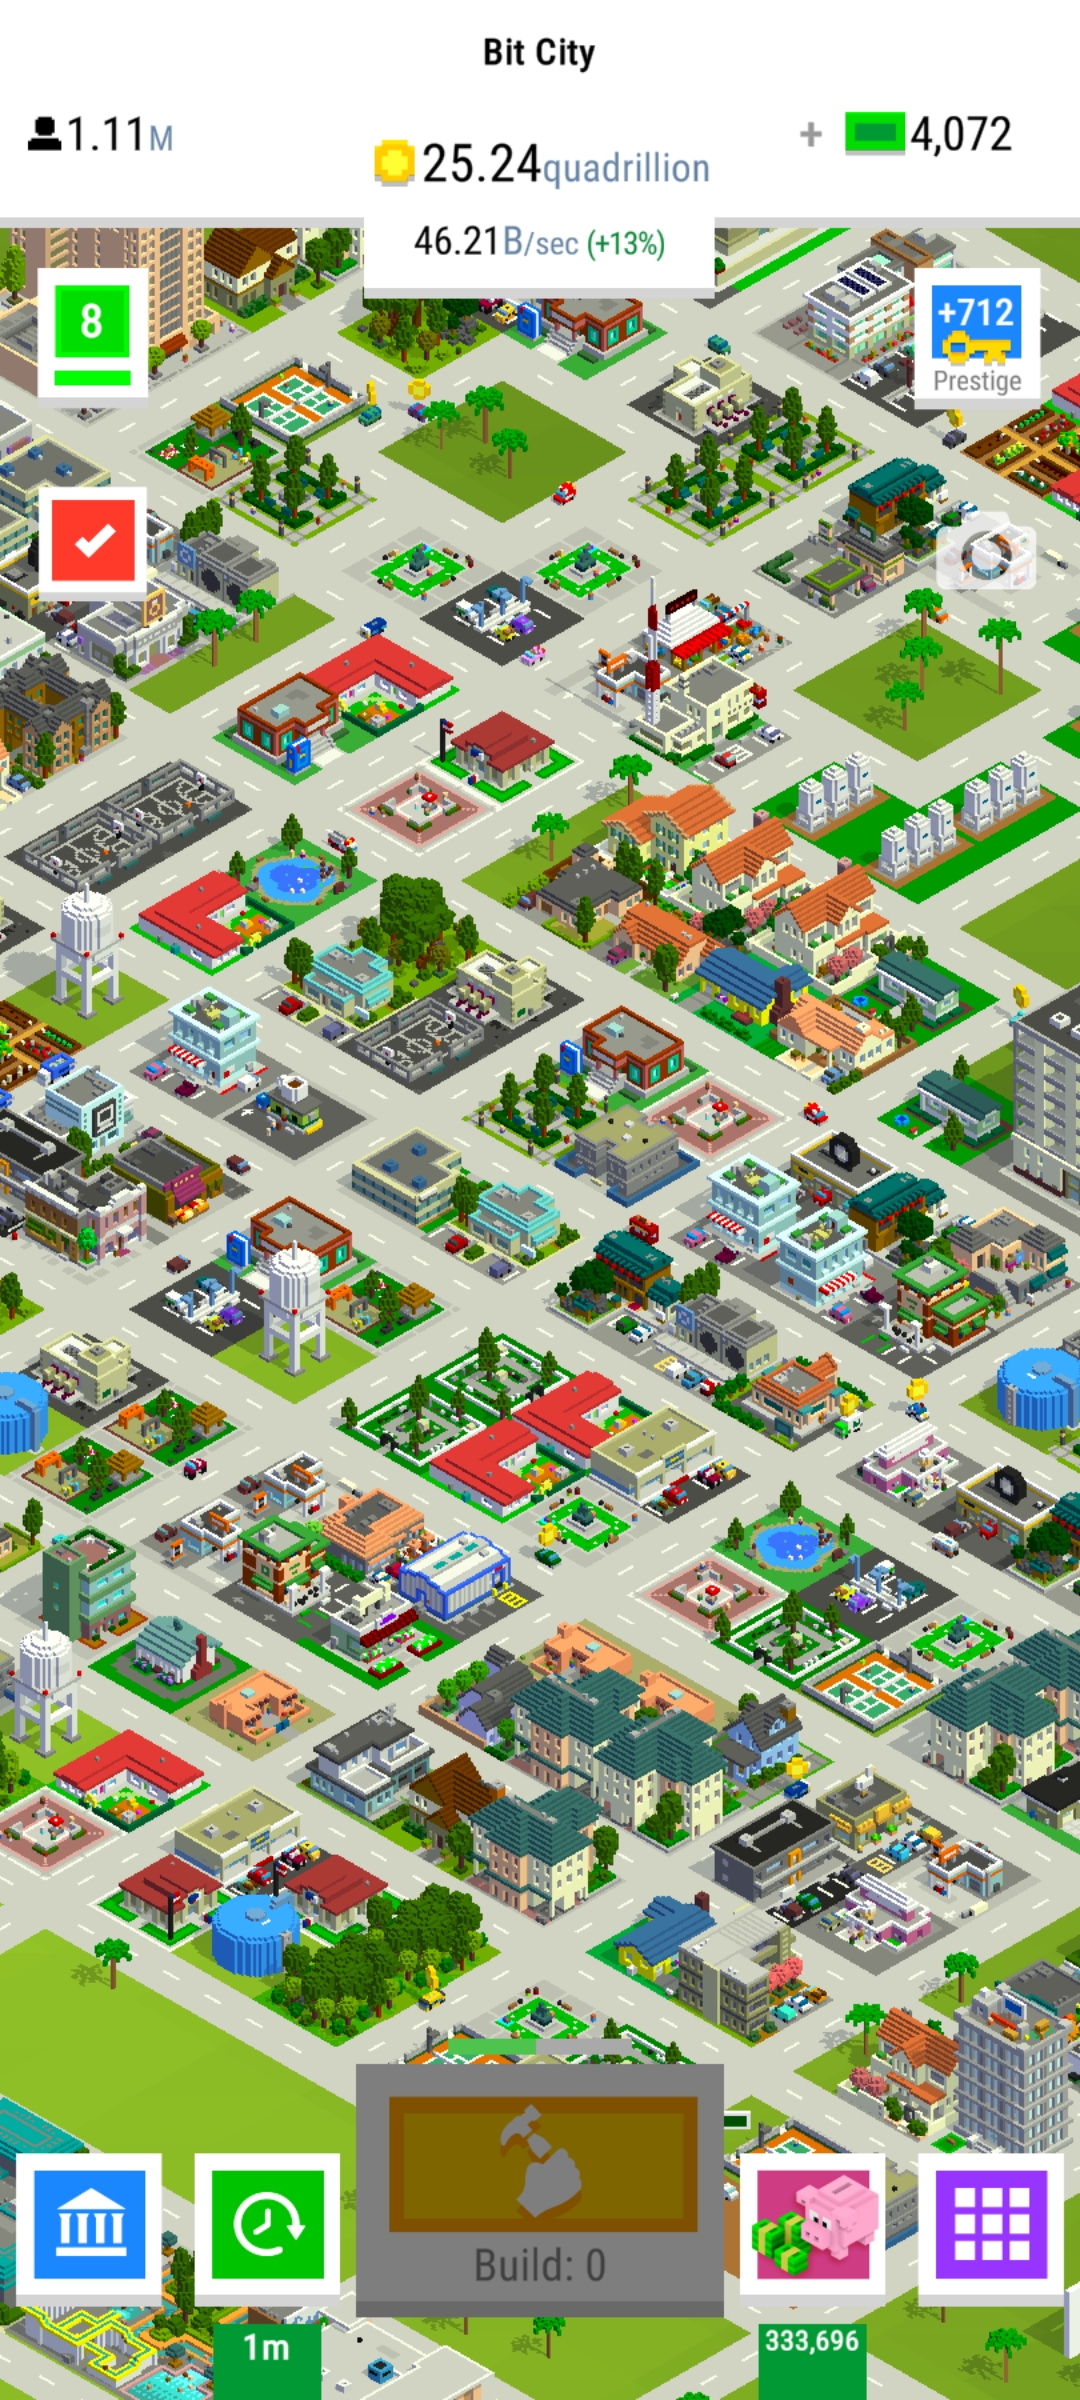 Bit City
1.11M
25.24quadrillion
+ 4,072
46.21B/sec (+13%)
8
+712
Prestige
Build: 0
1m
333,696